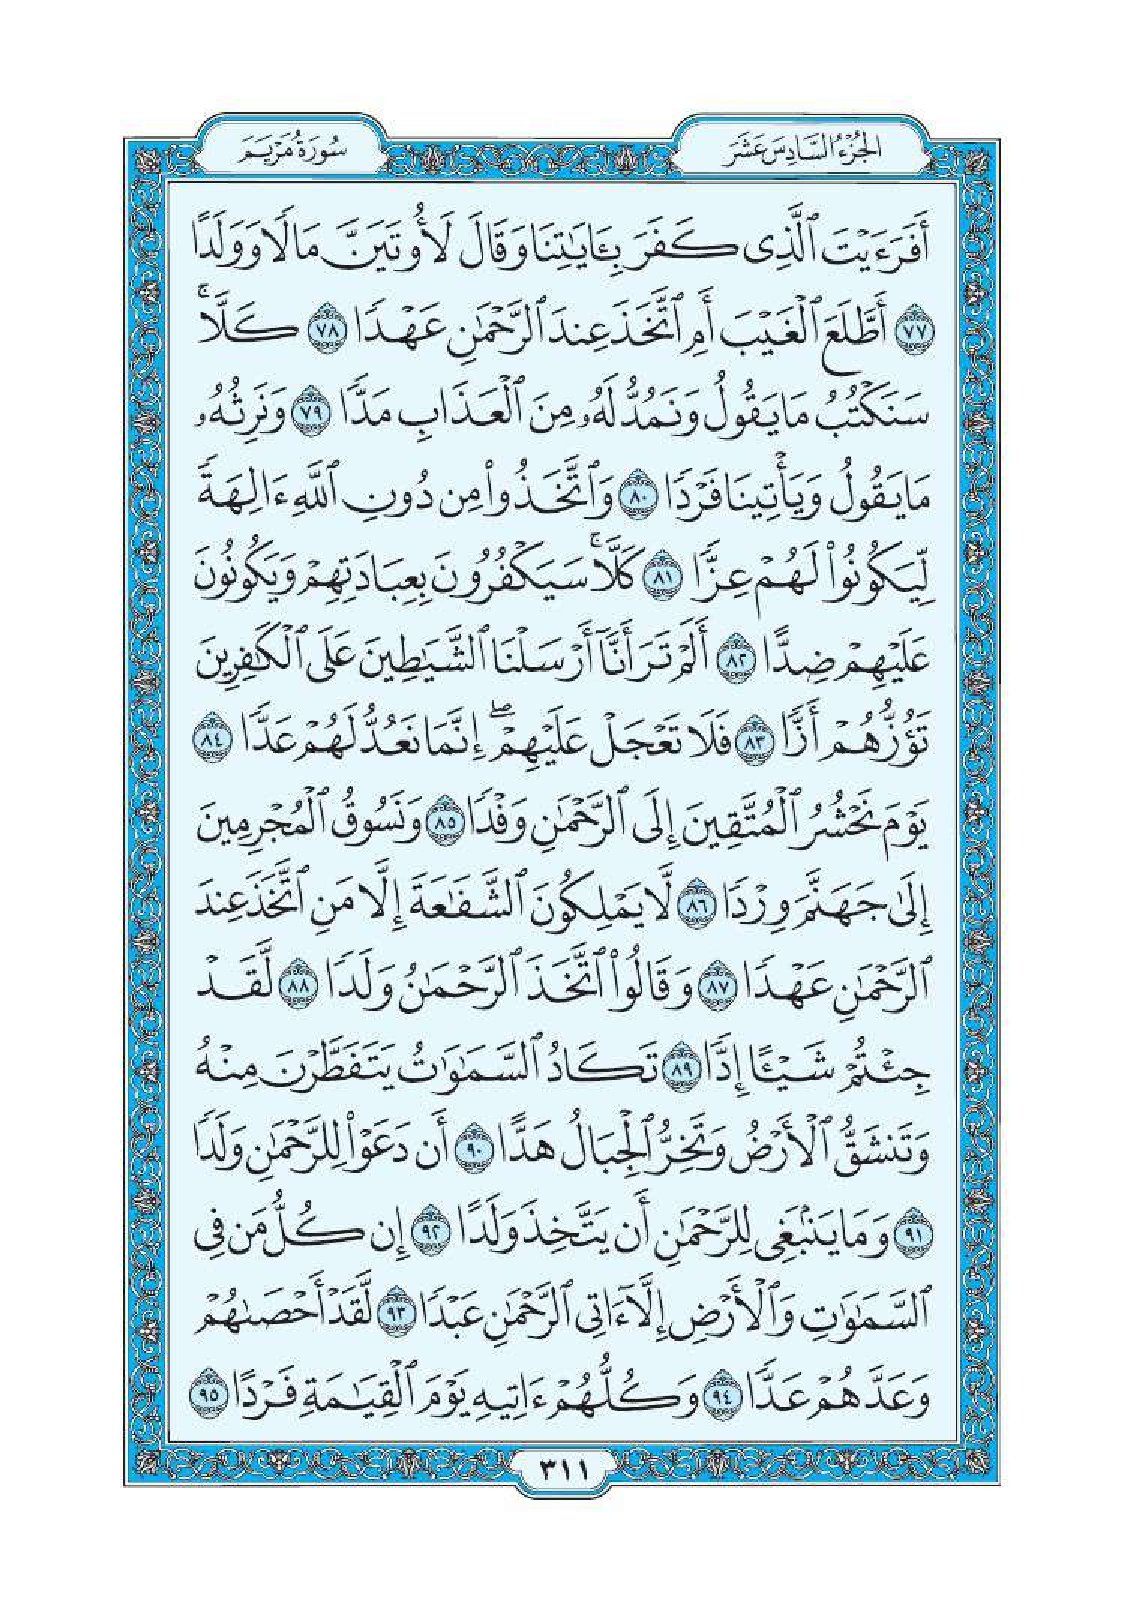 الجُزْءُ السَّادِسَ عَشَرَ
سُورَةُ مَرْيَمَ
أَفَرَءَيْتَ ٱلَّذِى كَفَرَ بِـَٔايَٰتِنَا وَقَالَ لَأُوتَيَنَّ مَالًا وَوَلَدًا
٧٧ أَطَّلَعَ ٱلْغَيْبَ أَمِ ٱتَّخَذَ عِندَ ٱلرَّحْمَٰنِ عَهْدًا ٧٨ كَلَّا ۚ
سَنَكْتُبُ مَا يَقُولُ وَنَمُدُّ لَهُۥ مِنَ ٱلْعَذَابِ مَدًّا ٧٩ وَنَرِثُهُۥ
مَا يَقُولُ وَيَأْتِينَا فَرْدًا ٨٠ وَٱتَّخَذُوا۟ مِن دُونِ ٱللَّهِ ءَالِهَةً
لِّيَكُونُوا۟ لَهُمْ عِزًّا ٨١ كَلَّا ۚ سَيَكْفُرُونَ بِعِبَادَتِهِمْ وَيَكُونُونَ
عَلَيْهِمْ ضِدًّا ٨٢ أَلَمْ تَرَ أَنَّآ أَرْسَلْنَا ٱلشَّيَٰطِينَ عَلَى ٱلْكَٰفِرِينَ
تَؤُزُّهُمْ أَزًّا ٨٣ فَلَا تَعْجَلْ عَلَيْهِمْ ۖ إِنَّمَا نَعُدُّ لَهُمْ عَدًّا ٨٤
يَوْمَ نَحْشُرُ ٱلْمُتَّقِينَ إِلَى ٱلرَّحْمَٰنِ وَفْدًا ٨٥ وَنَسُوقُ ٱلْمُجْرِمِينَ
إِلَىٰ جَهَنَّمَ وِرْدًا ٨٦ لَّا يَمْلِكُونَ ٱلشَّفَٰعَةَ إِلَّا مَنِ ٱتَّخَذَ عِندَ
ٱلرَّحْمَٰنِ عَهْدًا ٨٧ وَقَالُوا۟ ٱتَّخَذَ ٱلرَّحْمَٰنُ وَلَدًا ٨٨ لَّقَدْ
جِئْتُمْ شَيْـًٔا إِدًّا ٨٩ تَكَادُ ٱلسَّمَٰوَٰتُ يَتَفَطَّرْنَ مِنْهُ
وَتَنشَقُّ ٱلْأَرْضُ وَتَخِرُّ ٱلْجِبَالُ هَدًّا ٩٠ أَن دَعَوْا۟ لِلرَّحْمَٰنِ وَلَدًا
٩١ وَمَا يَنۢبَغِى لِلرَّحْمَٰنِ أَن يَتَّخِذَ وَلَدًا ٩٢ إِن كُلُّ مَن فِى
ٱلسَّمَٰوَٰتِ وَٱلْأَرْضِ إِلَّآ ءَاتِى ٱلرَّحْمَٰنِ عَبْدًا ٩٣ لَّقَدْ أَحْصَىٰهُمْ
وَعَدَّهُمْ عَدًّا ٩٤ وَكُلُّهُمْ ءَاتِيهِ يَوْمَ ٱلْقِيَٰمَةِ فَرْدًا ٩٥
٣١١